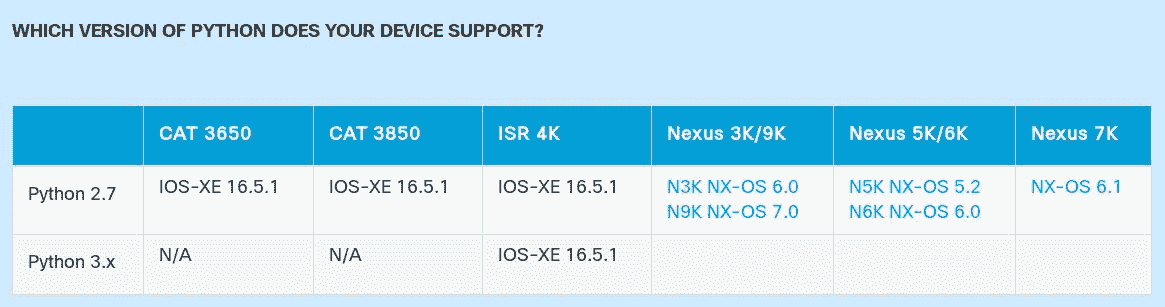 WHICH VERSION OF PYTHON DOES YOUR DEVICE SUPPORT?
CAT 3650 CAT 3850 ISR 4K Nexus 3K/9K Nexus 5K/6K Nexus 7K
Python 2.7 IOS-XE 16.5.1 IOS-XE 16.5.1 IOS-XE 16.5.1 N3K NX-OS 6.0 N5K NX-OS 5.2 NX-OS 6.1
N9K NX-OS 7.0 N6K NX-OS 6.0
Python 3.x N/A N/A IOS-XE 16.5.1